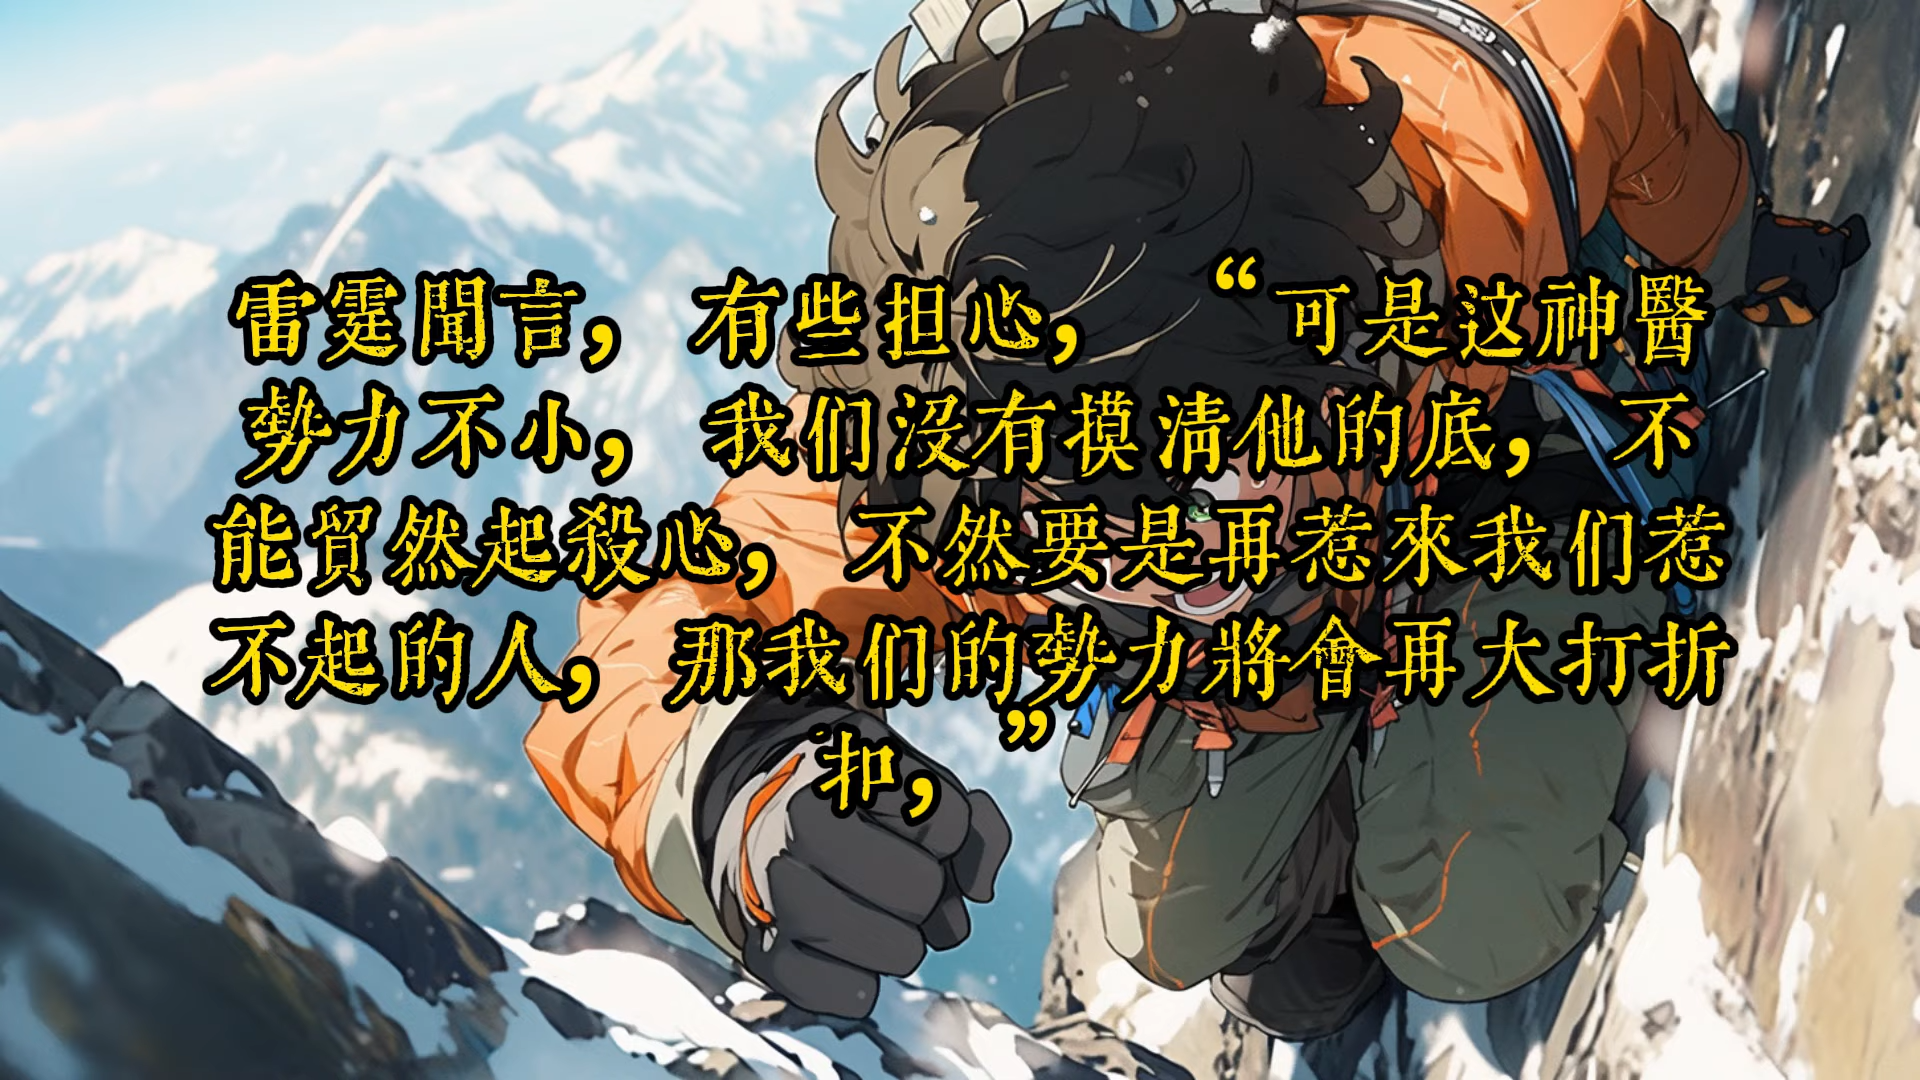 雷霆聞言，有些担心，“可是这神醫
勢力不小，我们沒有摸清他的底，不
能貿然起殺心，不然要是再惹來我们惹
不起的人，那我们的勢力將會再大打折
扣，”